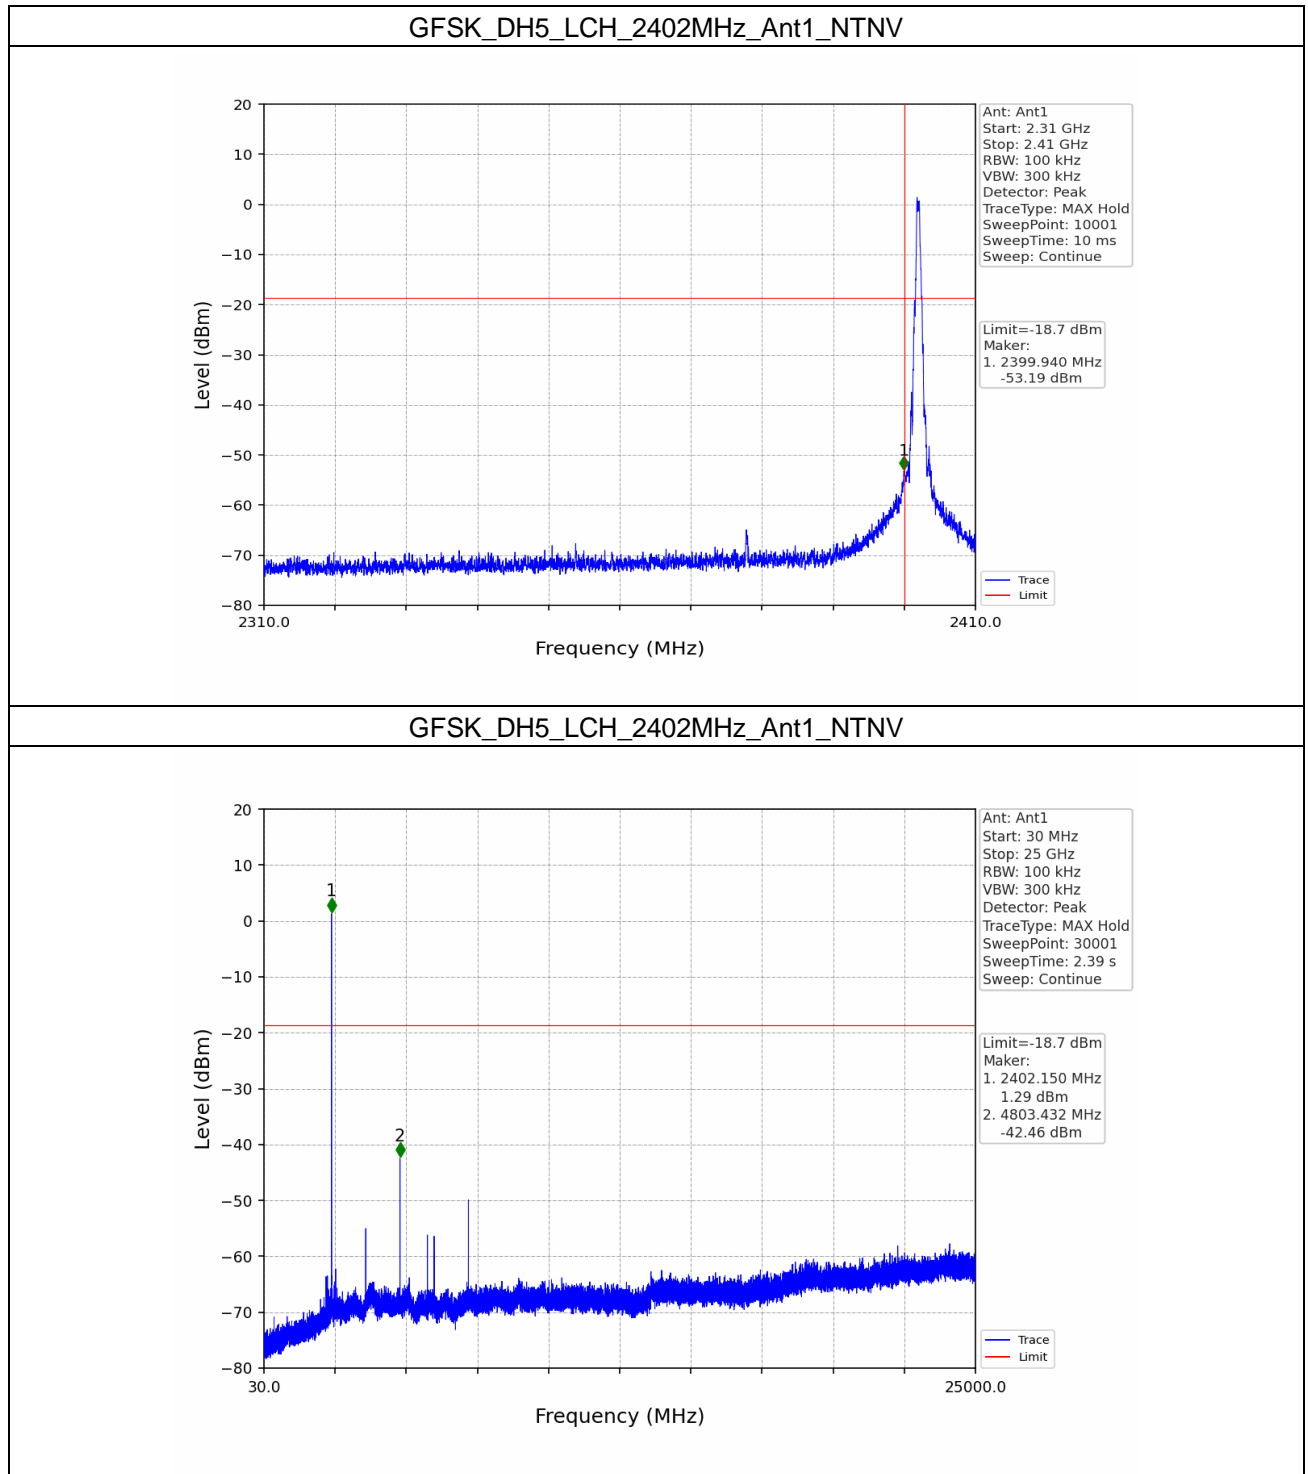 GFSK_DH5_LCH_2402MHz_Ant1_NTNV
20
10
0
−10
−20
−30
−40
−50
−60
−70
−80
Level (dBm)
1
2310.0
2410.0
Frequency (MHz)
Ant: Ant1
Start: 2.31 GHz
Stop: 2.41 GHz
RBW: 100 kHz
VBW: 300 kHz
Detector: Peak
TraceType: MAX Hold
SweepPoint: 10001
SweepTime: 10 ms
Sweep: Continue
Limit=-18.7 dBm
Maker:
1. 2399.940 MHz
-53.19 dBm
Trace
Limit
GFSK_DH5_LCH_2402MHz_Ant1_NTNV
20
10
0
−10
−20
−30
−40
−50
−60
−70
−80
Level (dBm)
1
2
30.0
25000.0
Frequency (MHz)
Ant: Ant1
Start: 30 MHz
Stop: 25 GHz
RBW: 100 kHz
VBW: 300 kHz
Detector: Peak
TraceType: MAX Hold
SweepPoint: 30001
SweepTime: 2.39 s
Sweep: Continue
Limit=-18.7 dBm
Maker:
1. 2402.150 MHz
1.29 dBm
2. 4803.432 MHz
-42.46 dBm
Trace
Limit